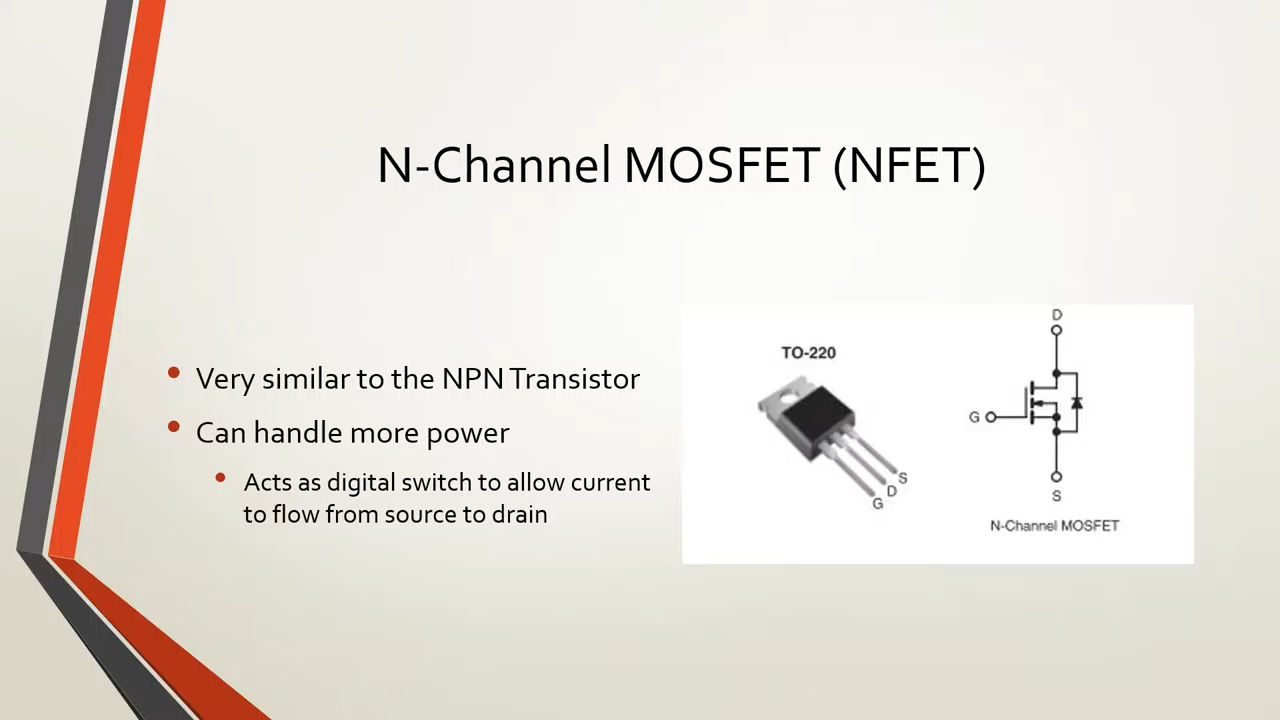 N-Channel MOSFET (NFET)
Very similar to the NPN Transistor
Can handle more power
Acts as digital switch to allow current
to flow from source to drain
TO-220
S
D
G
D
G
S
N-Channel MOSFET